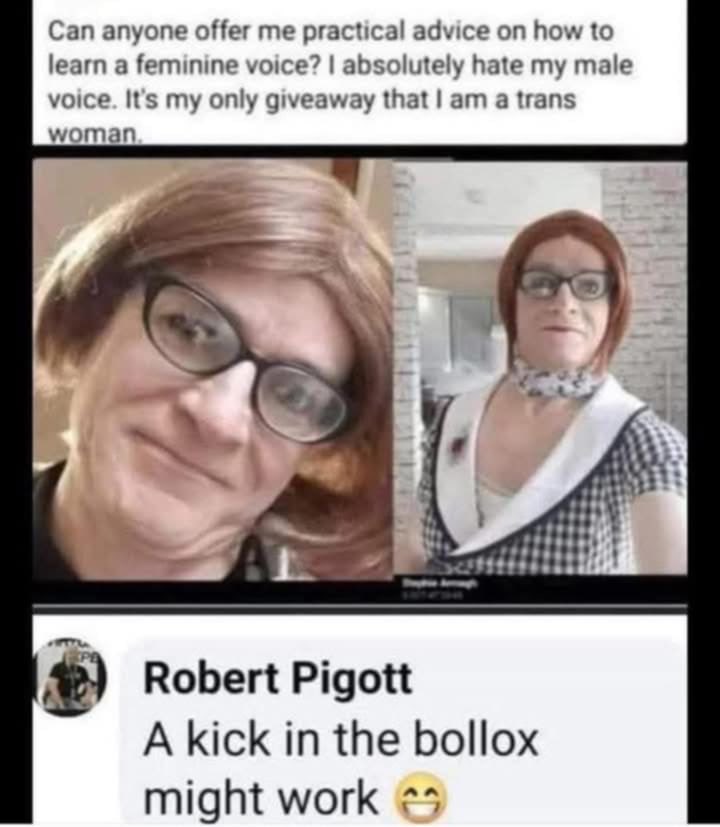 Can anyone offer me practical advice on how to
learn a feminine voice? I absolutely hate my male
voice. It's my only giveaway that I am a trans
woman.
Robert Pigott
A kick in the bollox
might work 😁